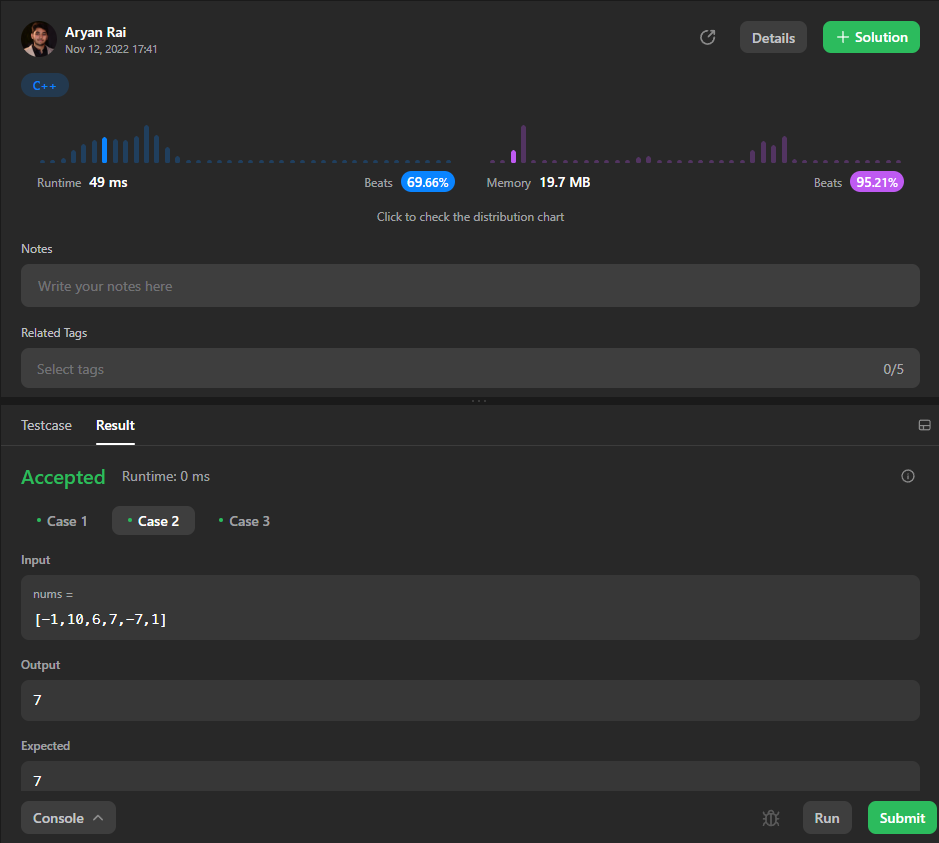 Aryan Rai
Nov 12, 2022 17:41
Details
+ Solution
C++
Runtime 49 ms
Beats 69.66%
Memory 19.7 MB
Beats 95.21%
Click to check the distribution chart
Notes
Write your notes here
Related Tags
Select tags
0/5
Testcase
Result
Accepted
Runtime: 0 ms
• Case 1
• Case 2
• Case 3
Input
nums =
[-1,10,6,7,-7,1]
Output
7
Expected
7
Console
Run
Submit